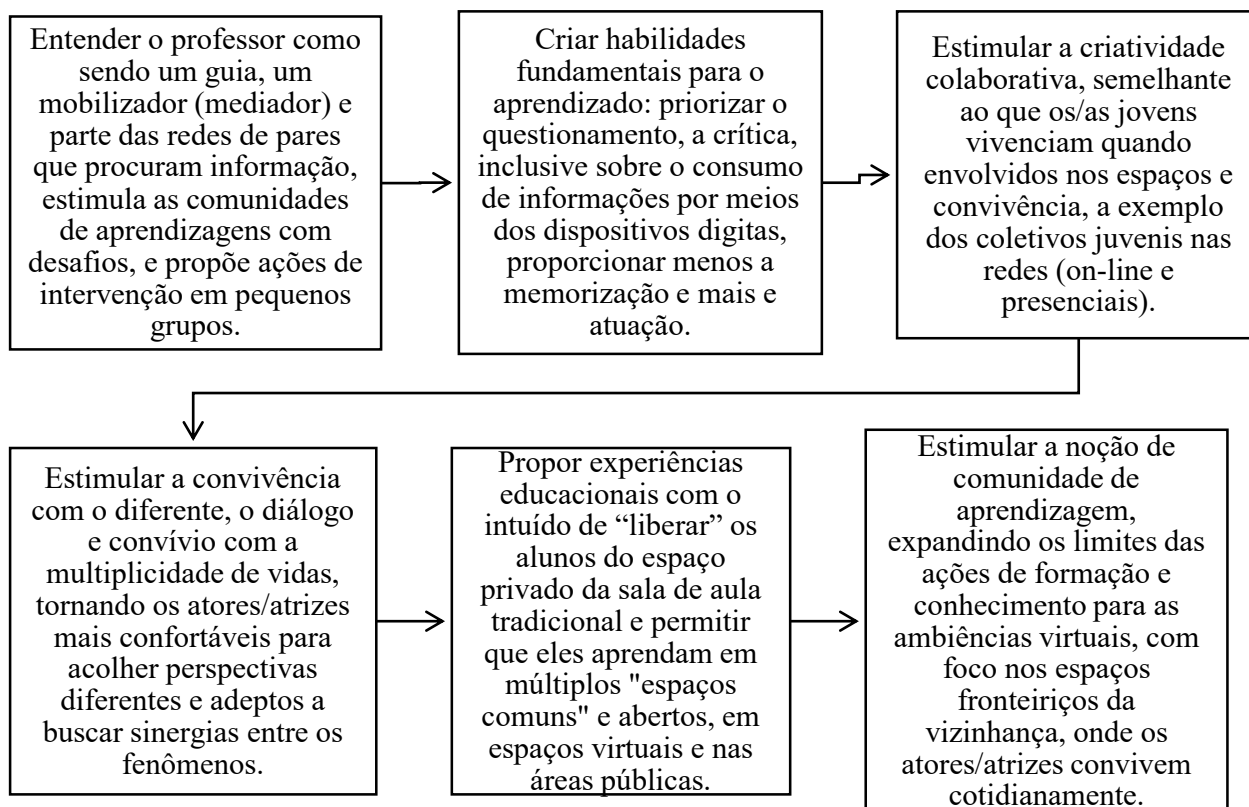 Entender o professor como
sendo um guia, um
mobilizador (mediador) e
parte das redes de pares
que procuram informação,
estimula as comunidades
de aprendizagens com
desafios, e propõe ações de
intervenção em pequenos
grupos.
Criar habilidades
fundamentais para o
aprendizado: priorizar o
questionamento, a crítica,
inclusive sobre o consumo
de informações por meios
dos dispositivos digitas,
proporcionar menos a
memorização e mais e
atuação.
Estimular a criatividade
colaborativa, semelhante
ao que os/as jovens
vivenciam quando
envolvidos nos espaços e
convivência, a exemplo
dos coletivos juvenis nas
redes (on-line e
presenciais).
Estimular a convivência
com o diferente, o diálogo
e convívio com a
multiplicidade de vidas,
tornando os atores/atrizes
mais confortáveis para
acolher perspectivas
diferentes e adeptos a
buscar sinergias entre os
fenômenos.
Propor experiências
educacionais com o
intuído de “liberar” os
alunos do espaço
privado da sala de aula
tradicional e permitir
que eles aprendam em
múltiplos "espaços
comuns" e abertos, em
espaços virtuais e nas
áreas públicas.
Estimular a noção de
comunidade de
aprendizagem,
expandindo os limites das
ações de formação e
conhecimento para as
ambiências virtuais, com
foco nos espaços
fronteiriços da
vizinhança, onde os
atores/atrizes convivem
cotidianamente.